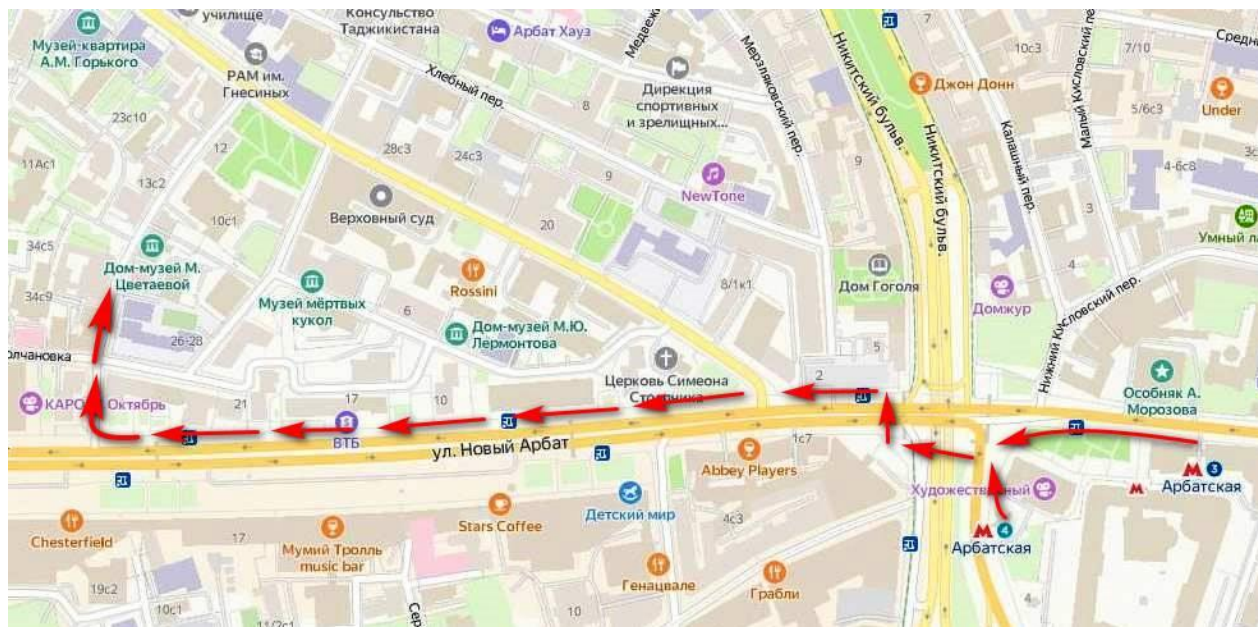 училище
Консульство
Таджикистана
Музей-квартира
А.М. Горького
РАМ им.
Гнесиных
Арбат Хауз
Хлебный пер.
Дирекция
спортивных
и зрелищных...
Мерзляковский пер.
Никитский бульв.
Никитский бульв.
7
Джон Донн
10с3
7/10
Under
5/6с3
Малый Кисловский пер.
Калашный пер.
4-6с8
23с10
12
11Ас1
13с2
28с3
24с3
8
9
9
NewTone
Верховный суд
10с1
20
3
34с5
Дом-музей М.
Цветаевой
Умный
34с9
Музей мёртвых
кукол
Rossini
6
Дом-музей М.Ю.
Лермонтова
8/1к1
Дом Гоголя
Домжур
4
Нижний Кисловский пер.
26-28
5
2
Церковь Симеона
Столпника
Особняк А.
Морозова
КАРО Октябрь
21
17
10
ВТБ
ул. Новый Арбат
Abbey Players
1с7
Художественный
3
Арбатская
4
Арбатская
Chesterfield
17
Мумий Тролль
music bar
Stars Coffee
Детский мир
4с3
Генацвале
Грабли
19с2
10с1
11/2с1
10
4